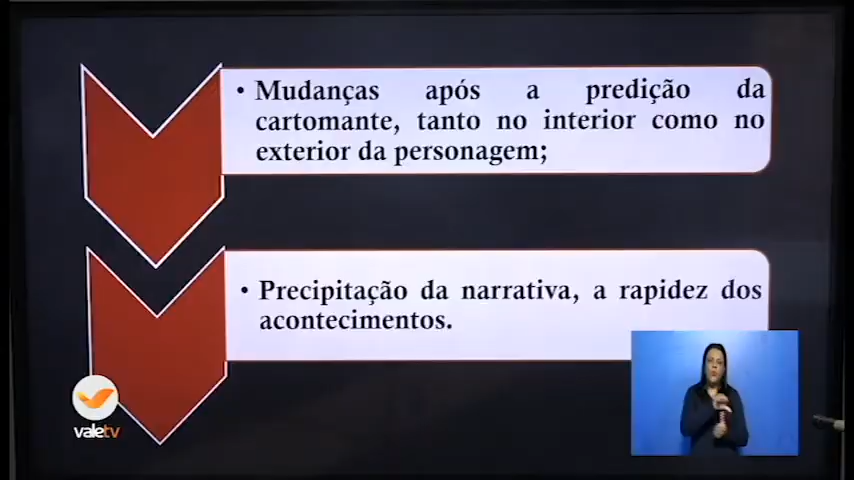 • Mudanças após a predição da
cartomante, tanto no interior como no
exterior da personagem;
• Precipitação da narrativa, a rapidez dos
acontecimentos.
valetv